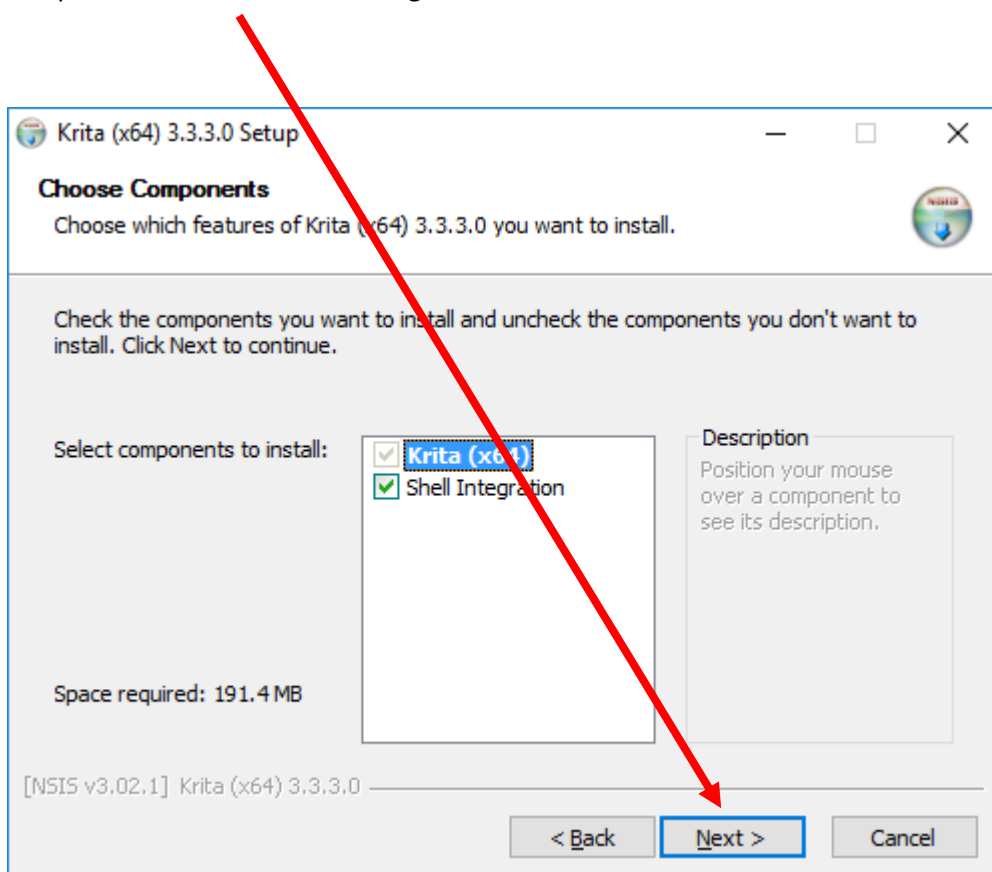 Krita (x64) 3.3.3.0 Setup
Choose Components
Choose which features of Krita (x64) 3.3.3.0 you want to install.
NSIS
Check the components you want to install and uncheck the components you don't want to
install. Click Next to continue.
Select components to install:
Krita (x64)
Shell Integration
Description
Position your mouse
over a component to
see its description.
Space required: 191.4 MB
[NSIS v3.02.1] Krita (x64) 3.3.3.0
< Back
Next >
Cancel